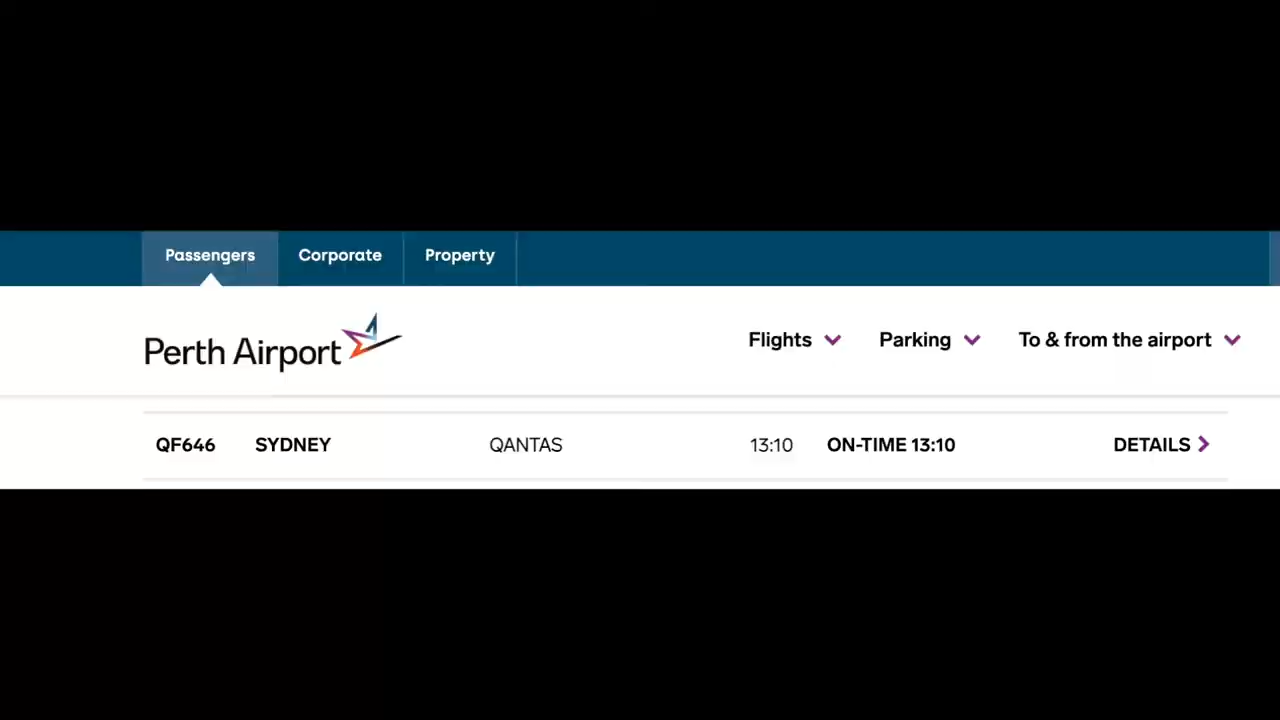 Passengers Corporate Property
Perth Airport
Flights Parking To & from the airport
QF646 SYDNEY QANTAS 13:10 ON-TIME 13:10 DETAILS